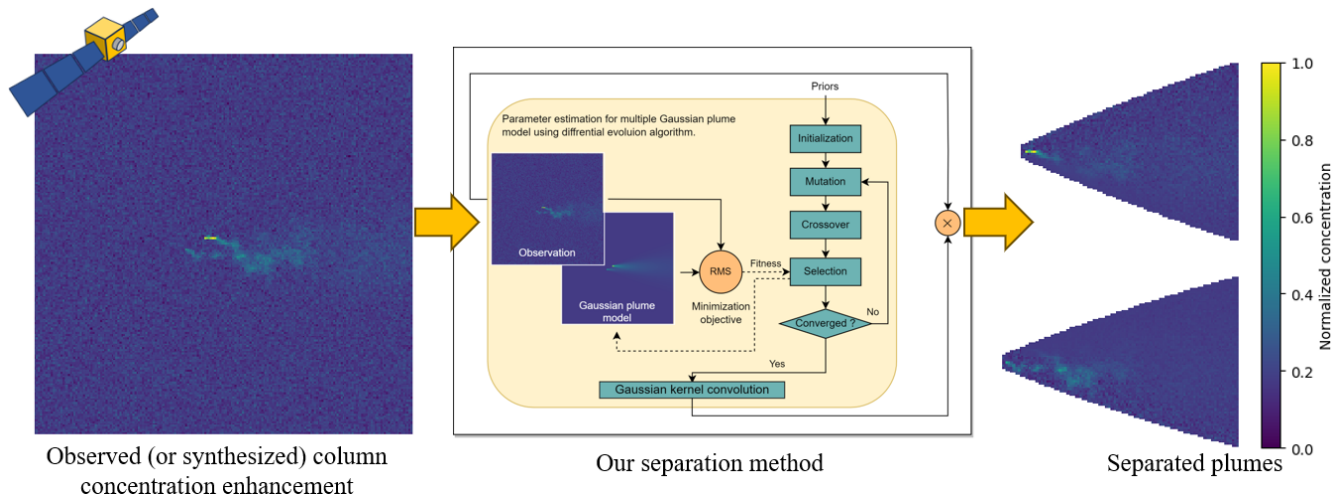 Priors
Parameter estimation for multiple Gaussian plume
model using diffrential evoluion algorithm.
Initialization
Mutation
Crossover
Selection
Converged ?
No
Yes
Observation
Gaussian plume
model
RMS
Fitness
Minimization
objective
Gaussian kernel convolution
×
1.0
0.8
0.6
0.4
0.2
0.0
Normalized concentration
Observed (or synthesized) column
concentration enhancement
Our separation method
Separated plumes